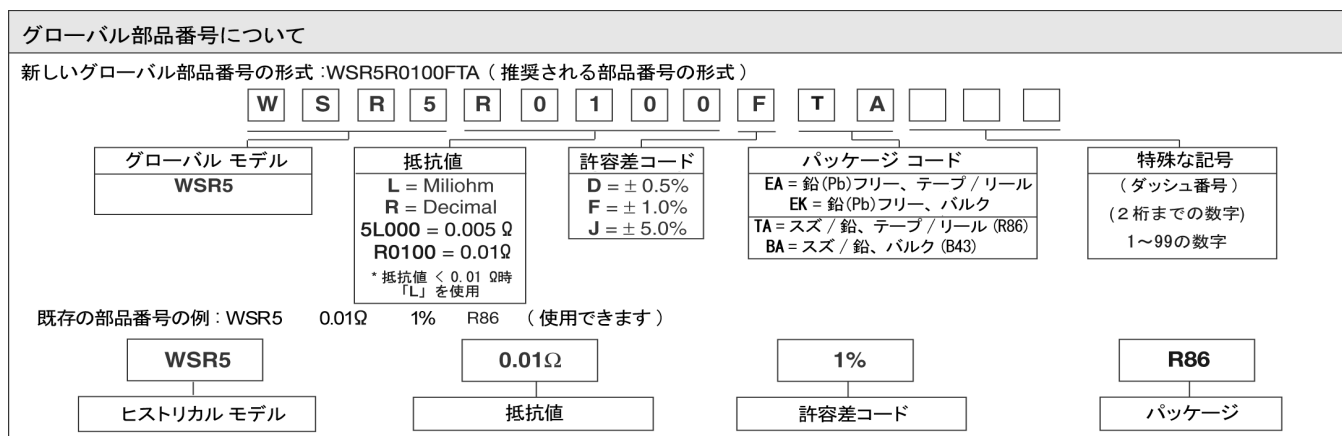 グローバル部品番号について
新しいグローバル部品番号の形式 :WSR5R0100FTA ( 推奨される部品番号の形式 )
W S R 5 R 0 1 0 0 F T A
グローバル モデル
WSR5
抵抗値
L = Miliohm
R = Decimal
5L000 = 0.005 Ω
R0100 = 0.01Ω
* 抵抗値 < 0.01 Ω時
「L」を使用
許容差コード
D = ± 0.5%
F = ± 1.0%
J = ± 5.0%
パッケージ コード
EA = 鉛(Pb)フリー、テープ / リール
EK = 鉛(Pb)フリー、バルク
TA = スズ / 鉛、テープ / リール (R86)
BA = スズ / 鉛、バルク (B43)
特殊な記号
( ダッシュ番号 )
(2 桁までの数字)
1～99の数字
既存の部品番号の例 : WSR5 0.01Ω 1% R86 ( 使用できます )
WSR5 0.01Ω 1% R86
ヒストリカル モデル 抵抗値 許容差コード パッケージ